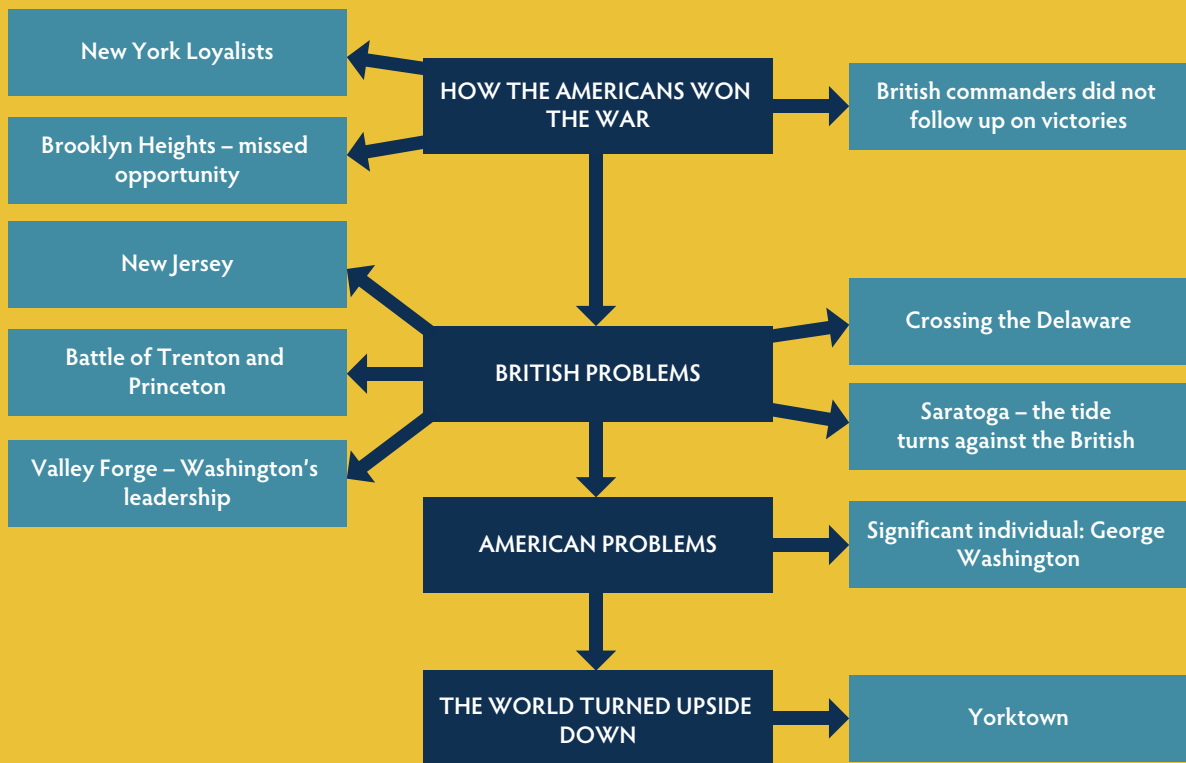 New York Loyalists
HOW THE AMERICANS WON
THE WAR
British commanders did not
follow up on victories
Brooklyn Heights – missed
opportunity
New Jersey
Crossing the Delaware
Battle of Trenton and
Princeton
BRITISH PROBLEMS
Saratoga – the tide
turns against the British
Valley Forge – Washington’s
leadership
AMERICAN PROBLEMS
Significant individual: George
Washington
THE WORLD TURNED UPSIDE
DOWN
Yorktown